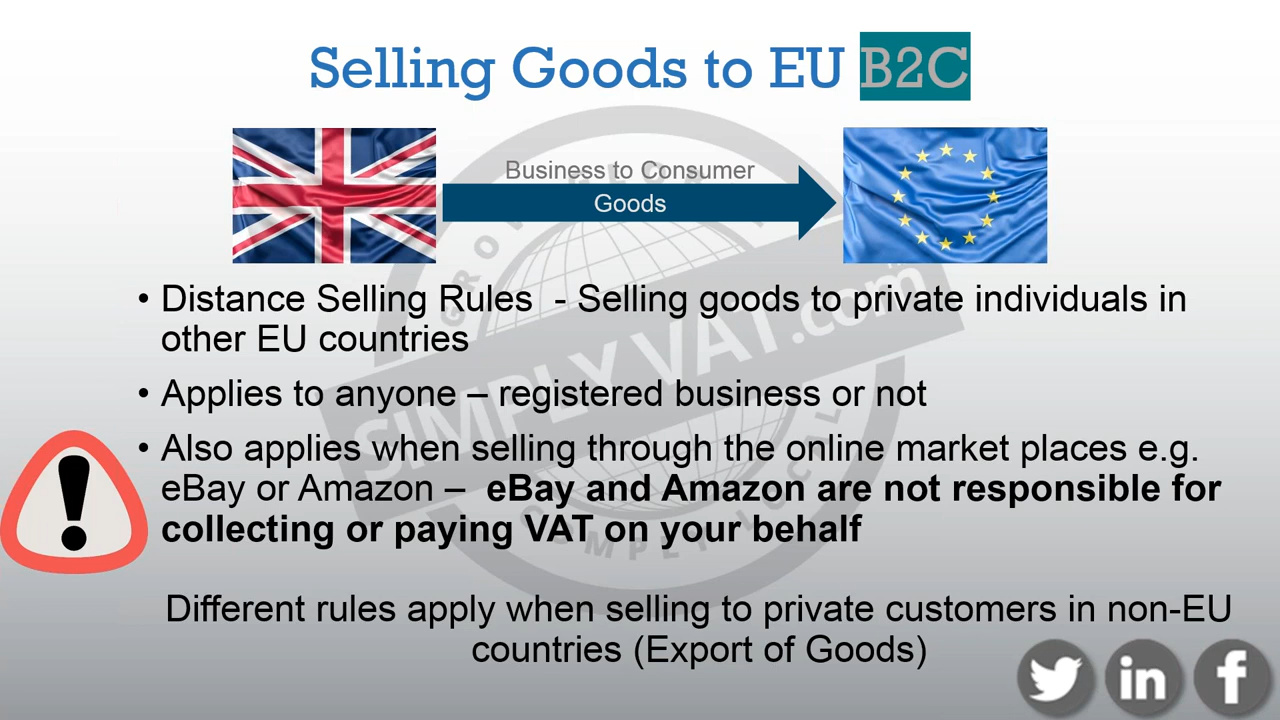 Selling Goods to EU B2C
Business to Consumer
Goods
• Distance Selling Rules - Selling goods to private individuals in
other EU countries
• Applies to anyone – registered business or not
• Also applies when selling through the online market places e.g.
eBay or Amazon – eBay and Amazon are not responsible for
collecting or paying VAT on your behalf
Different rules apply when selling to private customers in non-EU
countries (Export of Goods)
SIMPLY VAT.com